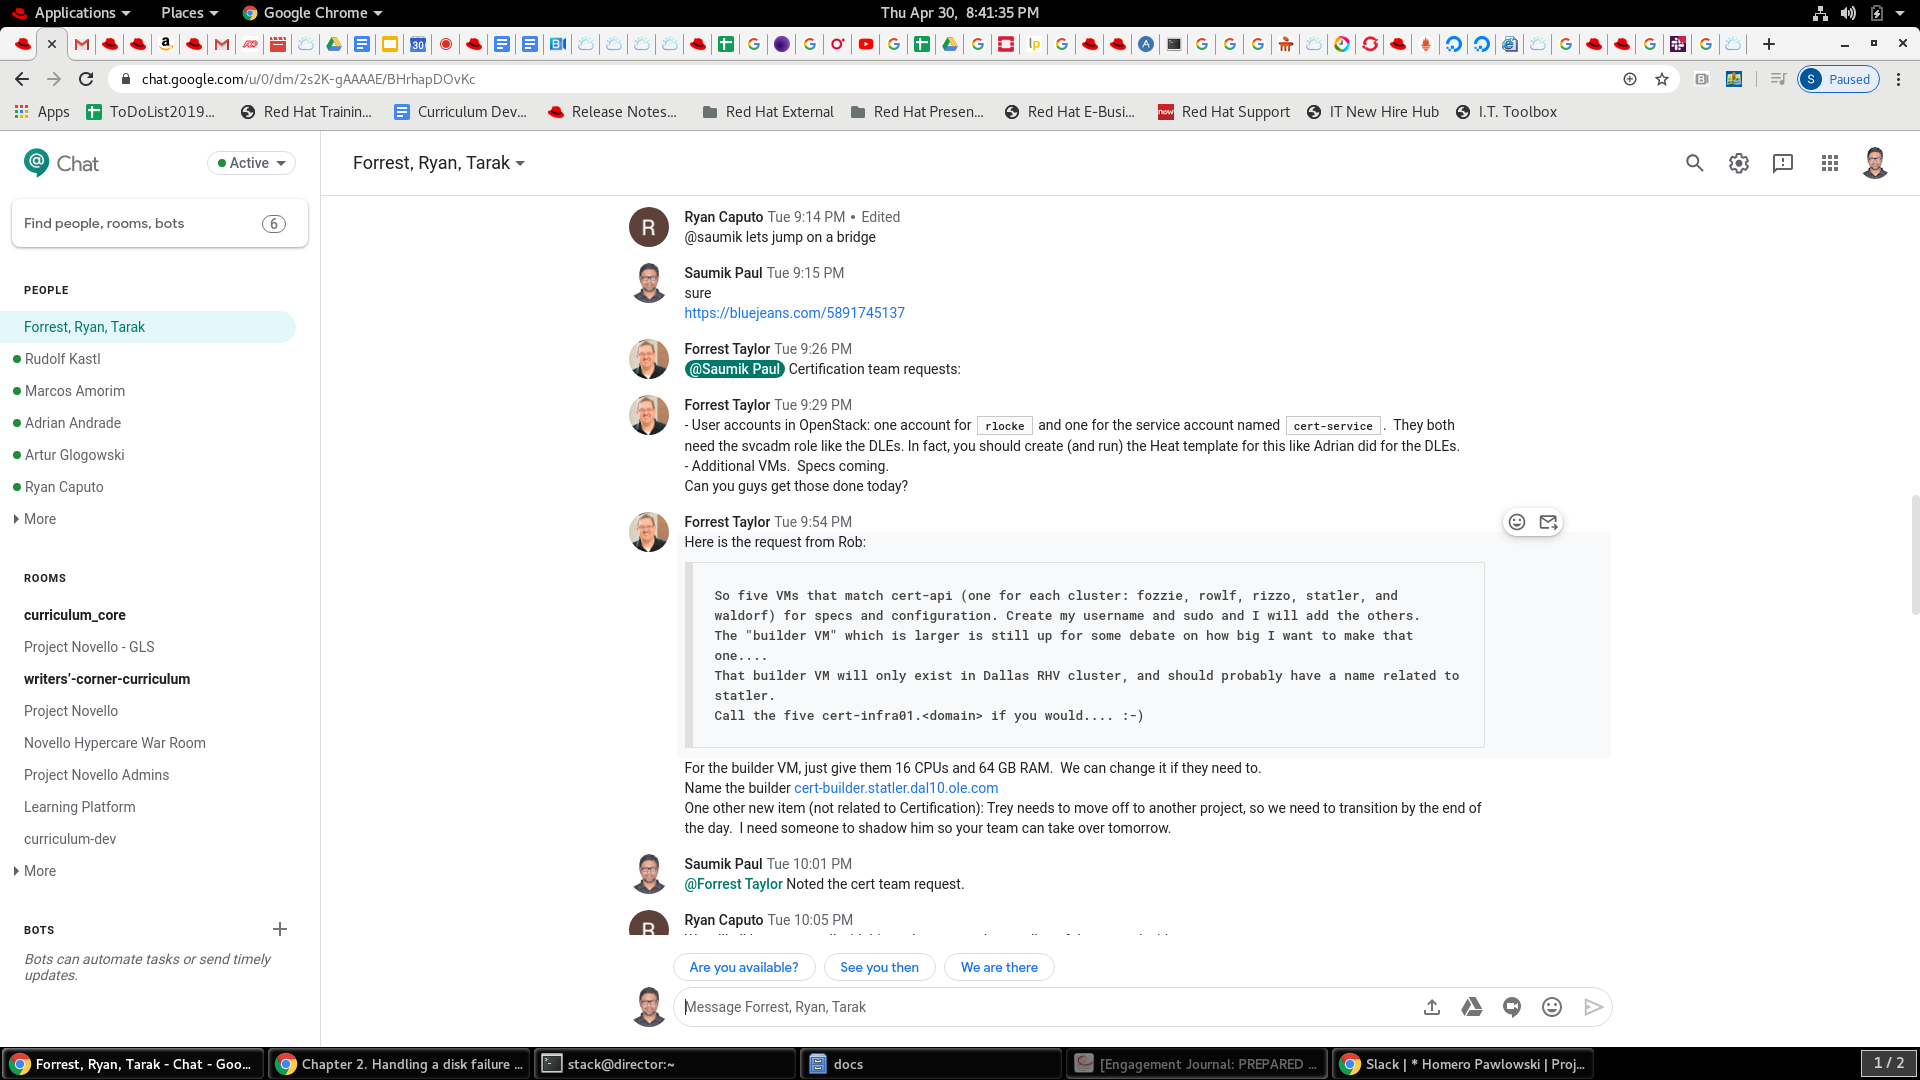 Applications
Places
Google Chrome
Thu Apr 30,  8:41:35 PM
chat.google.com/u/0/dm/2s2K-gAAAAE/BHrhapDOvKc
Paused
Apps
ToDoList2019...
Red Hat Trainin...
Curriculum Dev...
Release Notes...
Red Hat External
Red Hat Presen...
Red Hat E-Busi...
Red Hat Support
IT New Hire Hub
I.T. Toolbox
Chat
Active
Find people, rooms, bots
6
PEOPLE
Forrest, Ryan, Tarak
Rudolf Kastl
Marcos Amorim
Adrian Andrade
Artur Glogowski
Ryan Caputo
More
ROOMS
curriculum_core
Project Novello - GLS
writers'-corner-curriculum
Project Novello
Novello Hypercare War Room
Project Novello Admins
Learning Platform
curriculum-dev
More
BOTS
Bots can automate tasks or send timely
updates.
Forrest, Ryan, Tarak
Ryan Caputo Tue 9:14 PM • Edited
@saumik lets jump on a bridge
Saumik Paul Tue 9:15 PM
sure
https://bluejeans.com/5891745137
Forrest Taylor Tue 9:26 PM
@Saumik Paul Certification team requests:
Forrest Taylor Tue 9:29 PM
- User accounts in OpenStack: one account for rlocke and one for the service account named cert-service .  They both
need the svcadm role like the DLEs. In fact, you should create (and run) the Heat template for this like Adrian did for the DLEs.
- Additional VMs.  Specs coming.
Can you guys get those done today?
Forrest Taylor Tue 9:54 PM
Here is the request from Rob:
So five VMs that match cert-api (one for each cluster: fozzie, rowlf, rizzo, statler, and
waldorf) for specs and configuration. Create my username and sudo and I will add the others.
The "builder VM" which is larger is still up for some debate on how big I want to make that
one....
That builder VM will only exist in Dallas RHV cluster, and should probably have a name related to
statler.
Call the five cert-infra01.<domain> if you would.... :-)
For the builder VM, just give them 16 CPUs and 64 GB RAM.  We can change it if they need to.
Name the builder cert-builder.statler.dal10.ole.com
One other new item (not related to Certification): Trey needs to move off to another project, so we need to transition by the end of
the day.  I need someone to shadow him so your team can take over tomorrow.
Saumik Paul Tue 10:01 PM
@Forrest Taylor Noted the cert team request.
Ryan Caputo Tue 10:05 PM
Are you available?
See you then
We are there
Message Forrest, Ryan, Tarak
Forrest, Ryan, Tarak - Chat - Goo...
Chapter 2. Handling a disk failure ...
stack@director:~
docs
[Engagement Journal: PREPARED ...
Slack | * Homero Pawlowski | Proj...
1 / 2